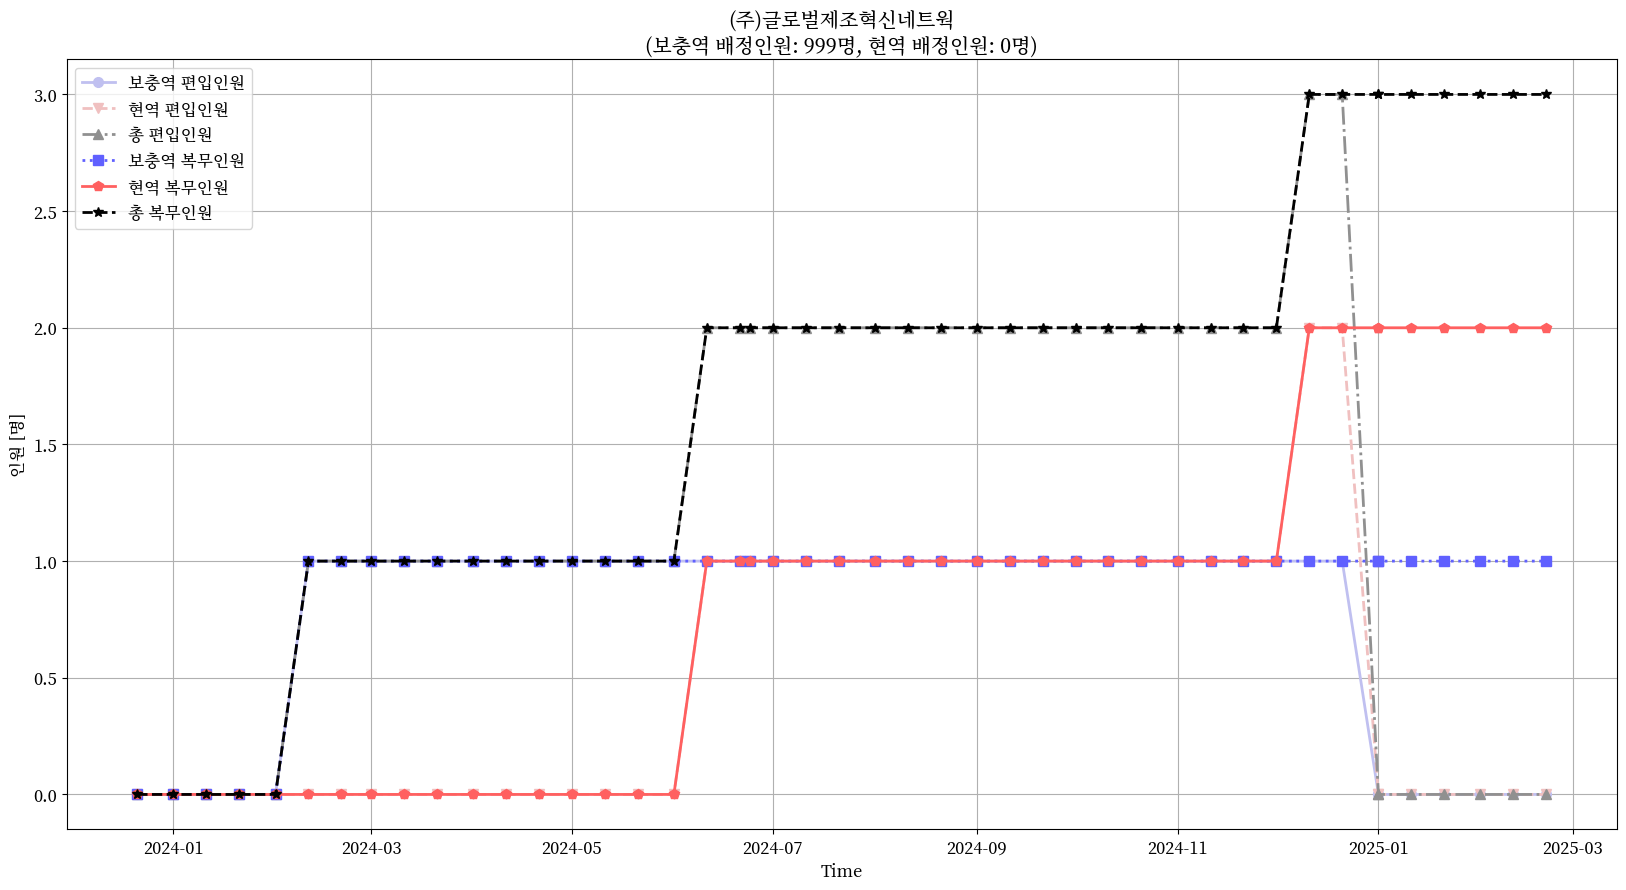 (주)글로벌제조혁신네트웍
(보충역 배정인원: 999명, 현역 배정인원: 0명)
보충역 편입인원
현역 편입인원
총 편입인원
보충역 복무인원
현역 복무인원
총 복무인원
3.0
2.5
2.0
1.5
1.0
0.5
0.0
인원 [명]
2024-01 2024-03 2024-05 2024-07 2024-09 2024-11 2025-01 2025-03
Time